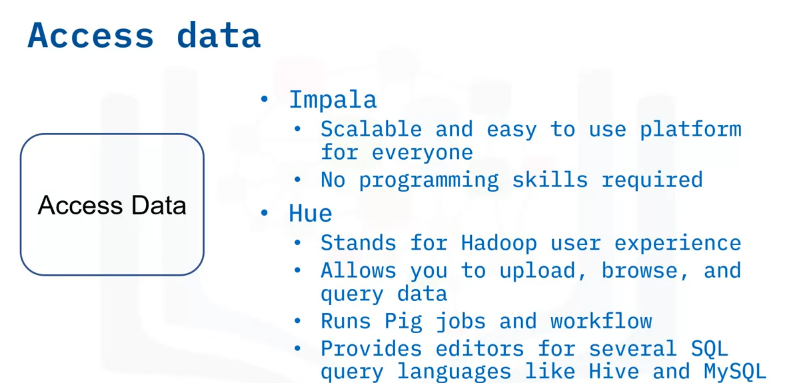 Access data
Access Data
• Impala
• Scalable and easy to use platform
for everyone
• No programming skills required
• Hue
• Stands for Hadoop user experience
• Allows you to upload, browse, and
query data
• Runs Pig jobs and workflow
• Provides editors for several SQL
query languages like Hive and MySQL